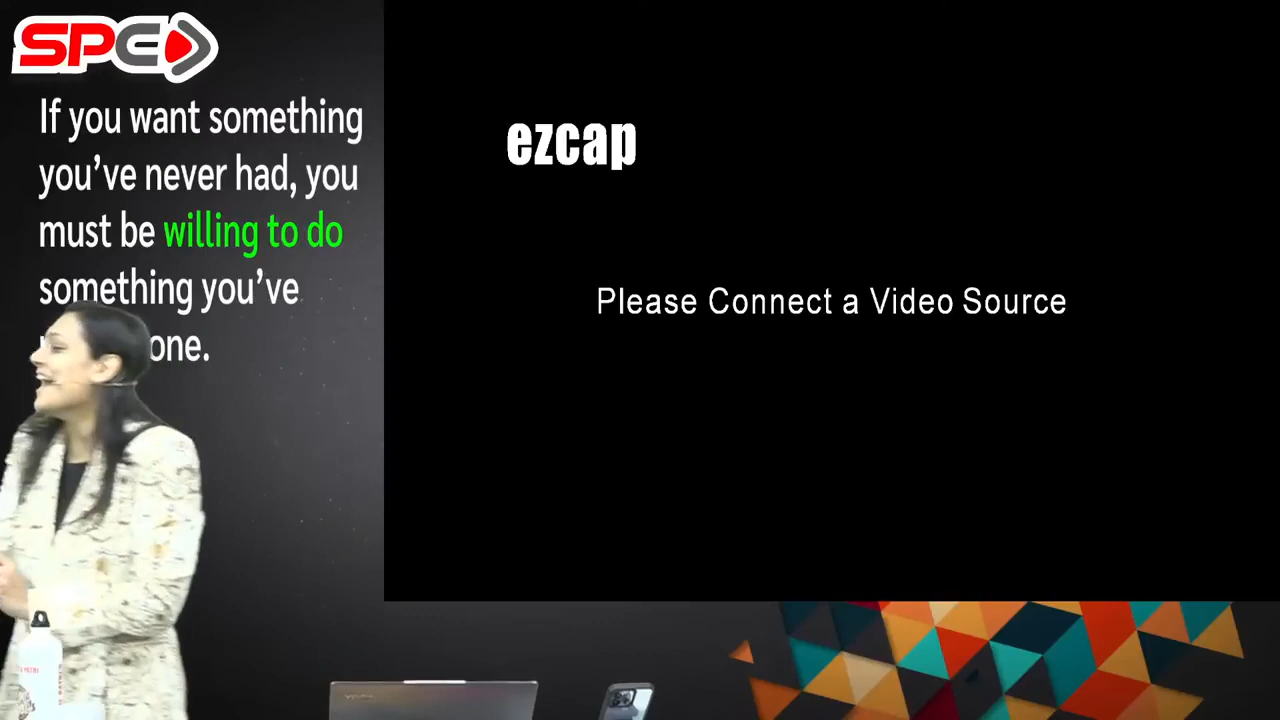 SPE
If you want something
you’ve never had, you
must be willing to do
something you’ve
one.
ezcap
Please Connect a Video Source